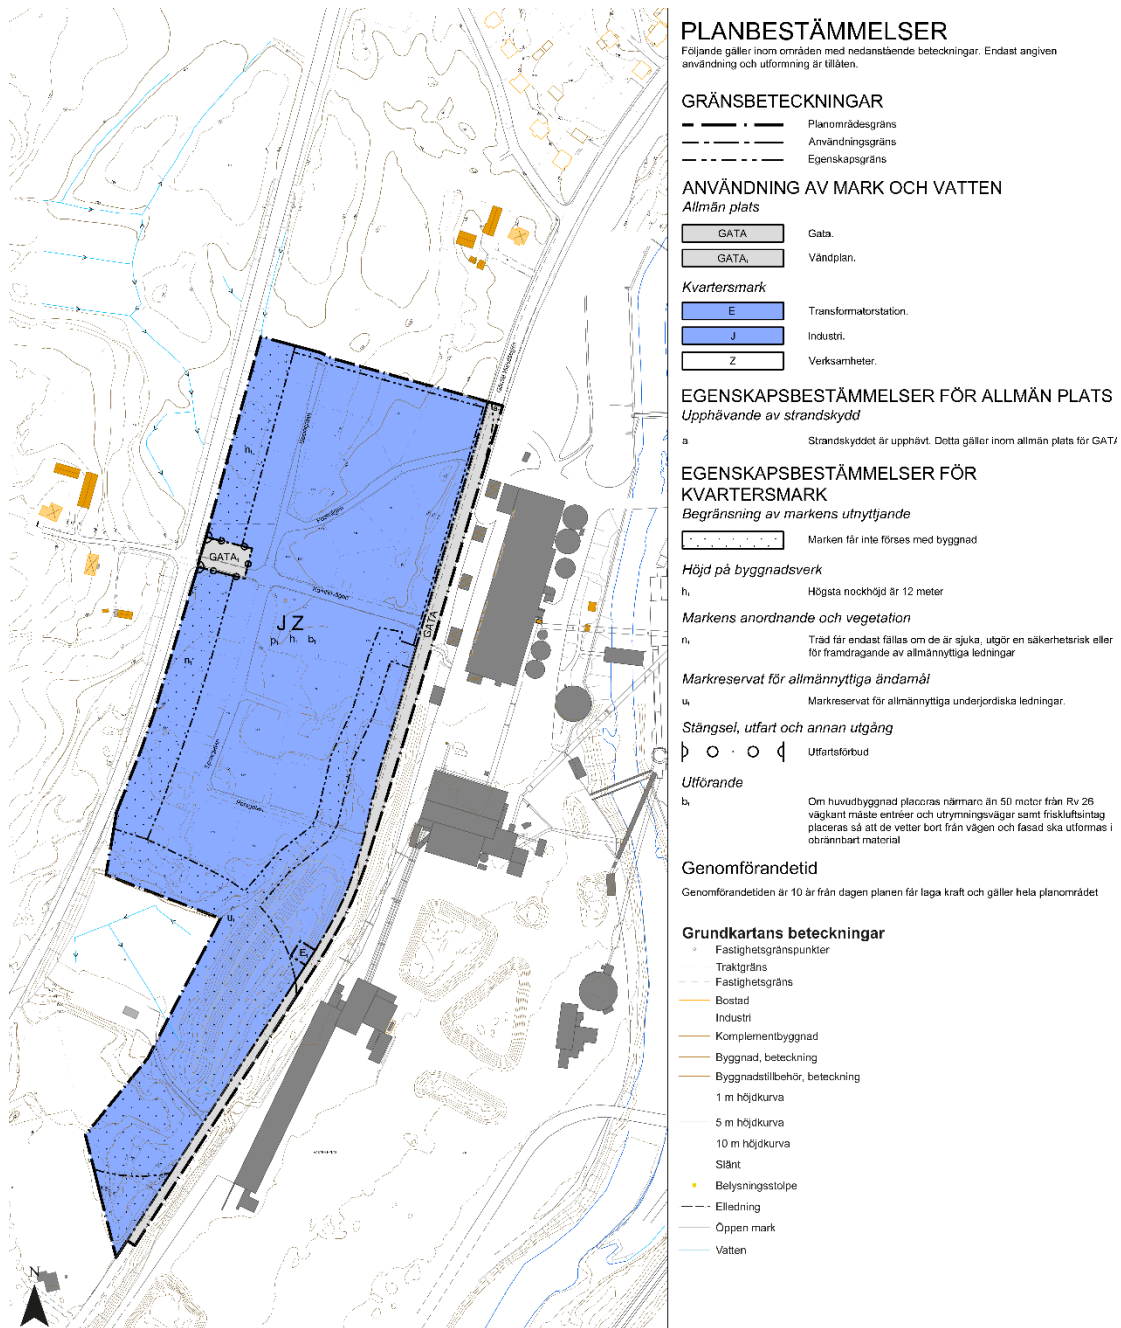 PLANBESTÄMMELSER
Följande gäller inom områden med nedanstående beteckningar. Endast angiven
användning och utformning är tillåten.
GRÄNSBETECKNINGAR
Planområdesgräns
Användningsgräns
Egenskapsgräns
ANVÄNDNING AV MARK OCH VATTEN
Allmän plats
GATA Gata.
GATA₁ Vändplan.
Kvartersmark
E Transformatorstation.
J Industri.
Z Verksamheter.
EGENSKAPSBESTÄMMELSER FÖR ALLMÄN PLATS
Upphävande av strandskydd
a Strandskyddet är upphävt. Detta gäller inom allmän plats för GATA
EGENSKAPSBESTÄMMELSER FÖR
KVARTERSMARK
Begränsning av markens utnyttjande
Marken får inte förses med byggnad
Höjd på byggnadsverk
h₁ Högsta nockhöjd är 12 meter
Markens anordnande och vegetation
n₁ Träd får endast fällas om de är sjuka, utgör en säkerhetsrisk eller
för framdragande av allmännyttiga ledningar
Markreservat för allmännyttiga ändamål
u₁ Markreservat för allmännyttiga underjordiska ledningar.
Stängsel, utfart och annan utgång
Utfartsförbud
Utförande
b₁ Om huvudbyggnad placeras närmare än 50 meter från Rv 26
vägkant måste entréer och utrymningsvägar samt friskluftsintag
placeras så att de vetter bort från vägen och fasad ska utformas i
obrännbart material
Genomförandetid
Genomförandetiden är 10 år från dagen planen får laga kraft och gäller hela planområdet
Grundkartans beteckningar
Fastighetsgränspunkter
Traktgräns
Fastighetsgräns
Bostad
Industri
Komplementbyggnad
Byggnad, beteckning
Byggnadstillbehör, beteckning
1 m höjdkurva
5 m höjdkurva
10 m höjdkurva
Slänt
Belysningsstolpe
Elledning
Öppen mark
Vatten
n₁
GATA₁
J Z
p₁ h₁ b₁
GATA
n₁
u₁
E₁
N